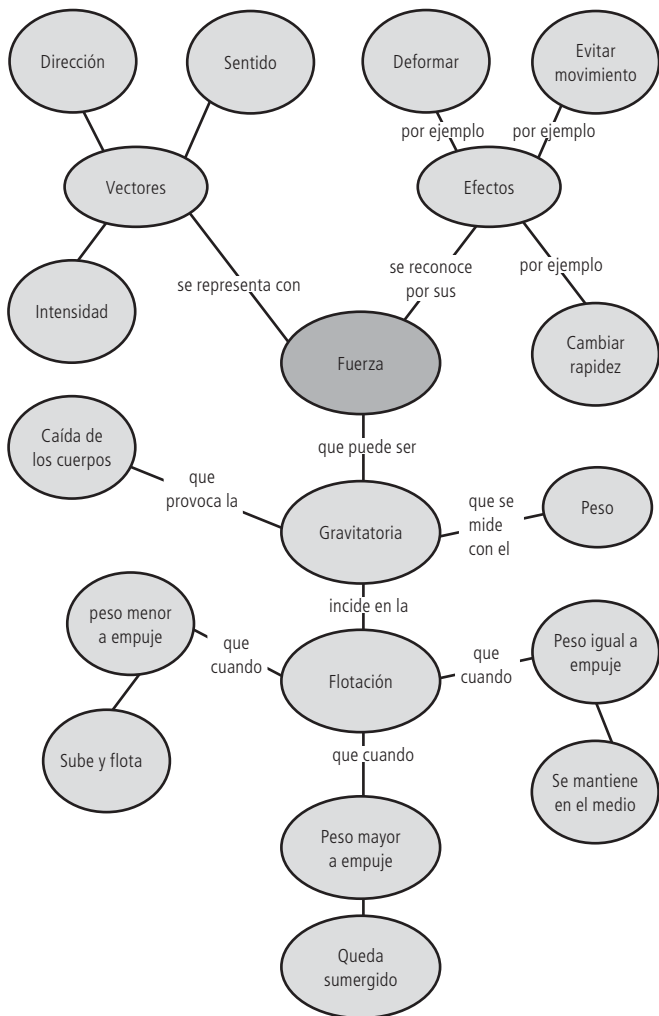 Dirección
Sentido
Deformar
Evitar
movimiento
por ejemplo
por ejemplo
Vectores
Efectos
se reconoce
por sus
por ejemplo
se representa con
Intensidad
Fuerza
Cambiar
rapidez
Caída de
los cuerpos
que puede ser
que
provoca la
Gravitatoria
que se
mide
con el
Peso
incide en la
peso menor
a empuje
que
cuando
Flotación
que
cuando
Peso igual a
empuje
Sube y flota
que cuando
Se mantiene
en el medio
Peso mayor
a empuje
Queda
sumergido